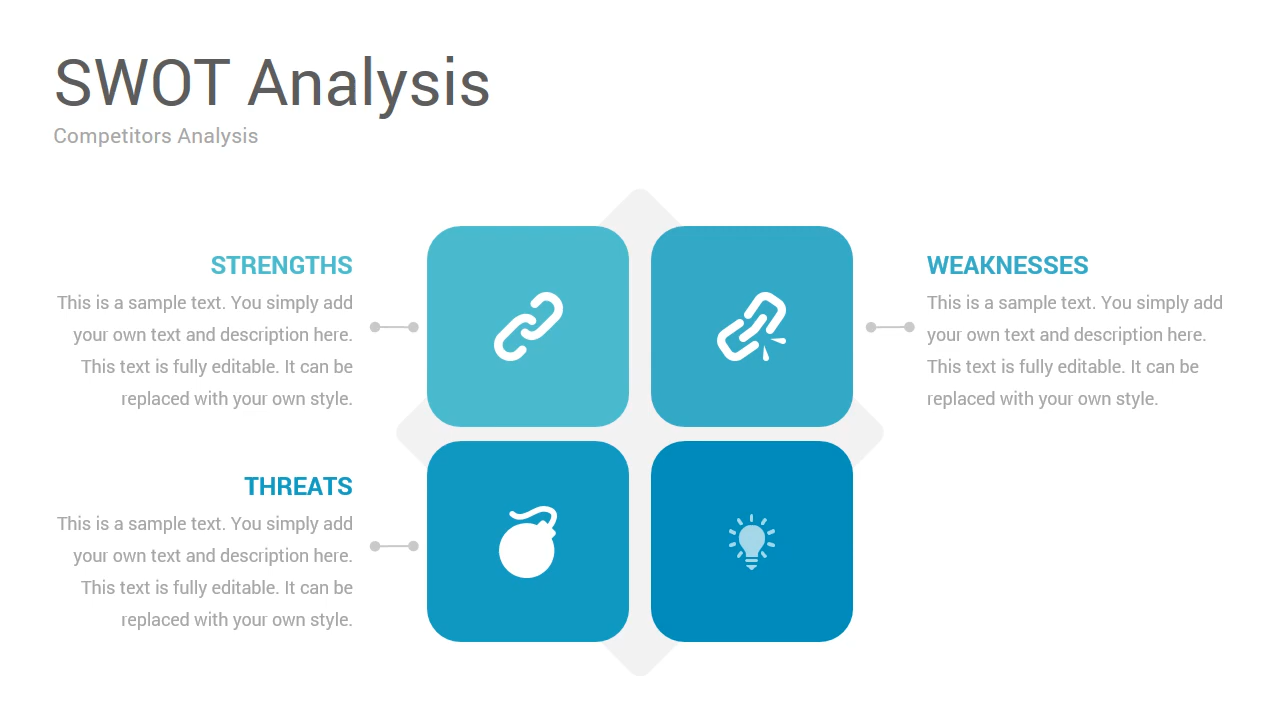 SWOT Analysis
Competitors Analysis
STRENGTHS
This is a sample text. You simply add
your own text and description here.
This text is fully editable. It can be
replaced with your own style.
WEAKNESSES
This is a sample text. You simply add
your own text and description here.
This text is fully editable. It can be
replaced with your own style.
THREATS
This is a sample text. You simply add
your own text and description here.
This text is fully editable. It can be
replaced with your own style.